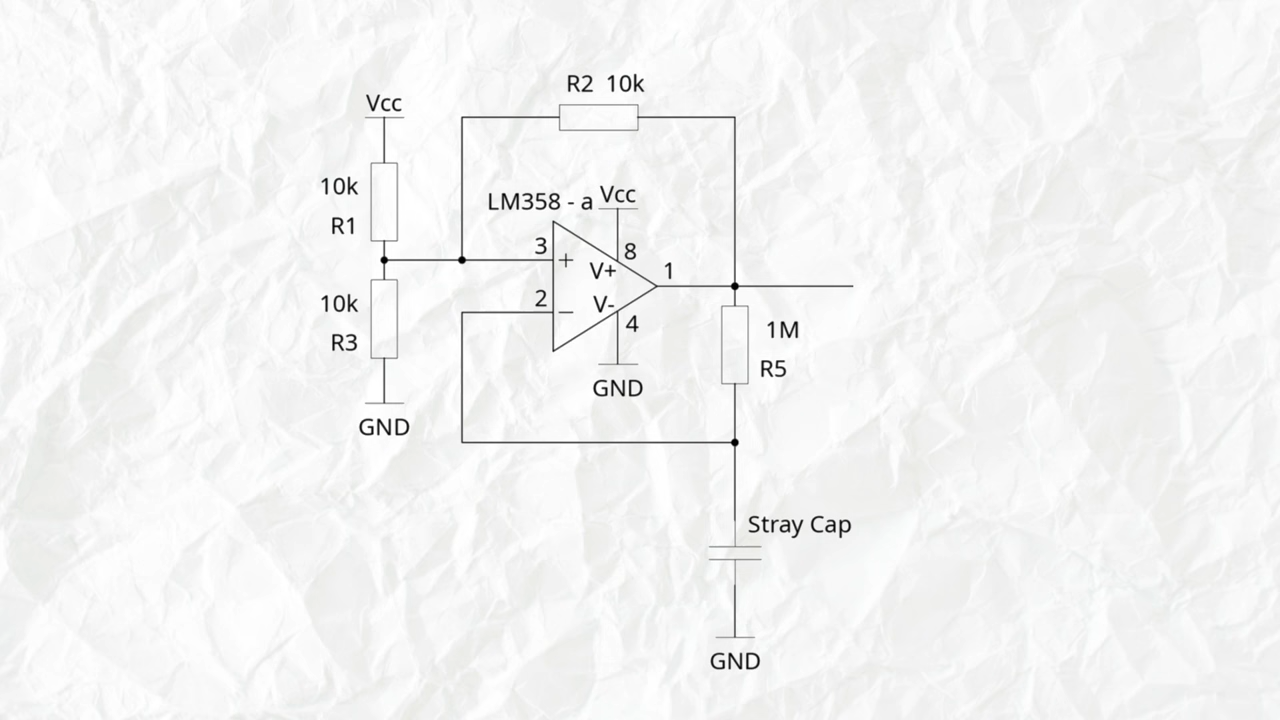 R2 10k
Vcc
10k
R1
LM358 - a
Vcc
3
+
8
V+
1
2
−
V-
4
10k
R3
GND
GND
1M
R5
Stray Cap
GND